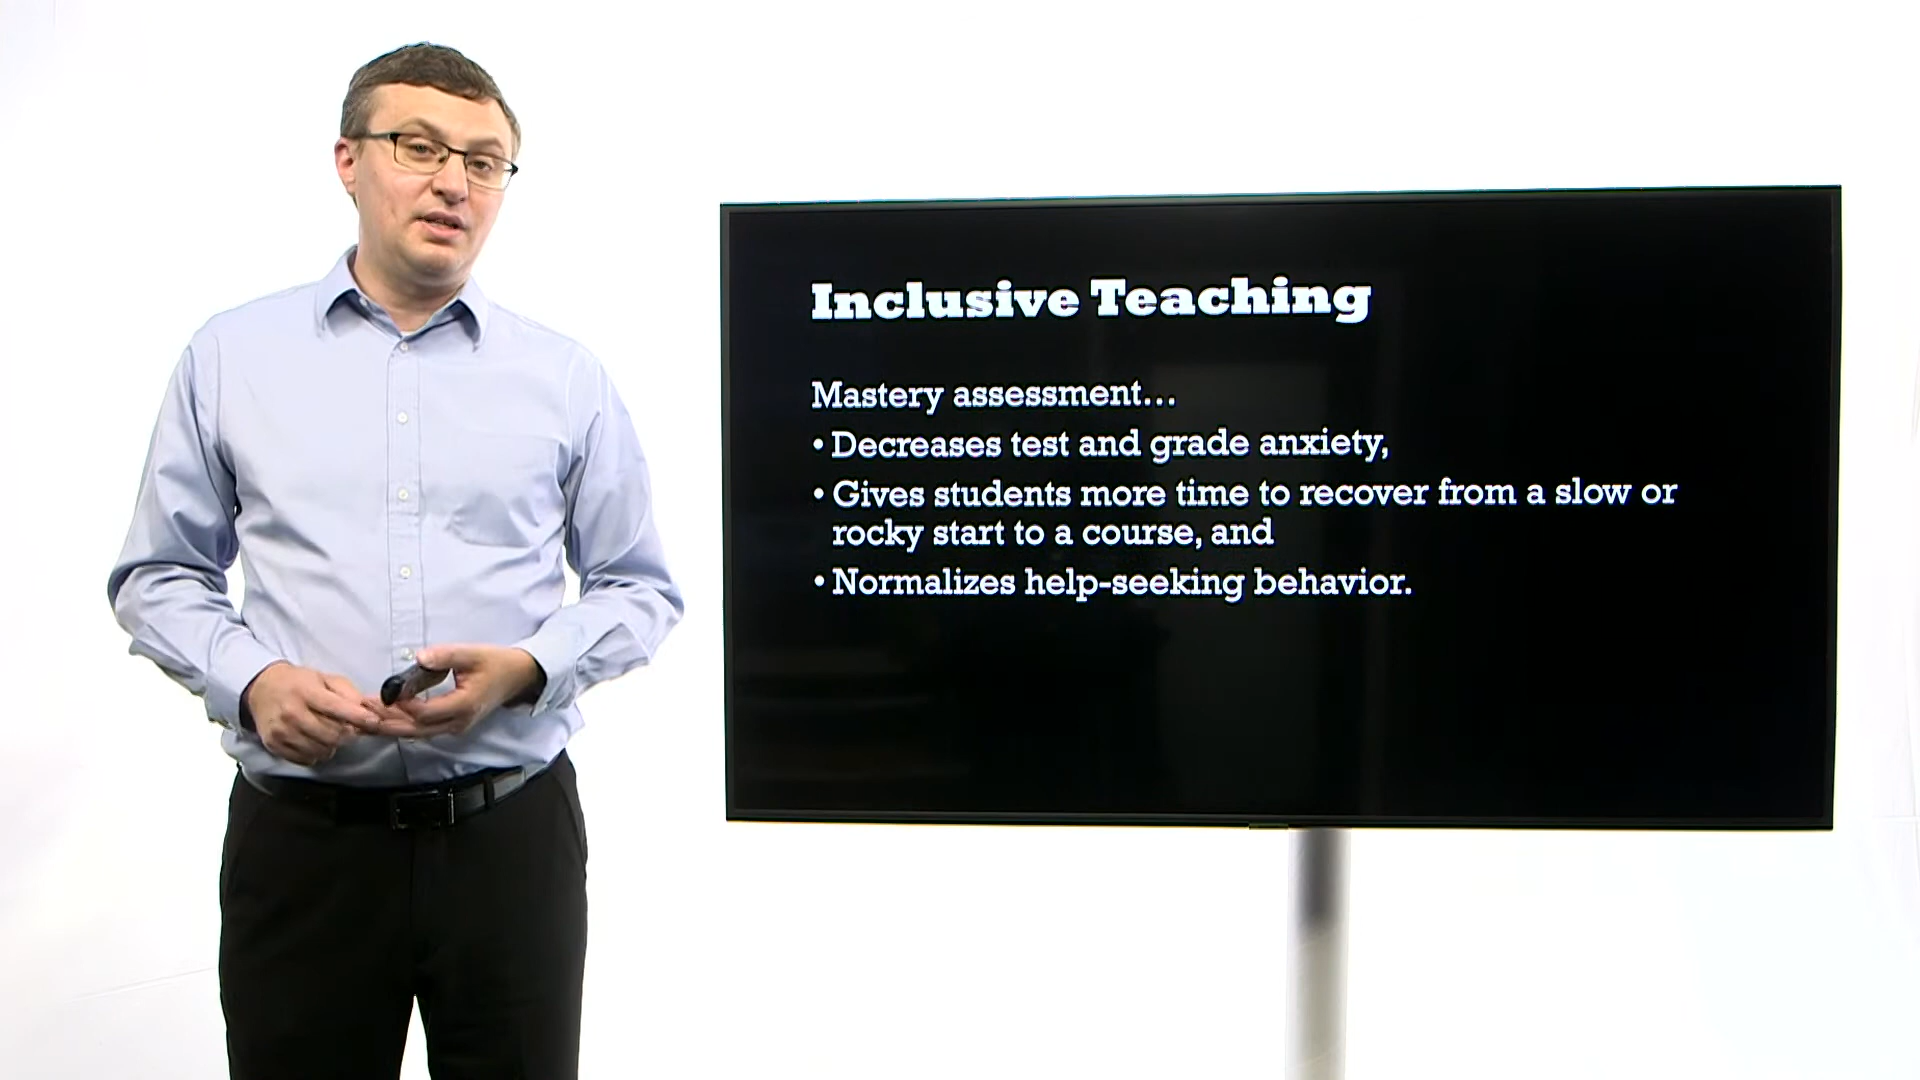 Inclusive Teaching
Mastery assessment...
• Decreases test and grade anxiety,
• Gives students more time to recover from a slow or
rocky start to a course, and
• Normalizes help-seeking behavior.